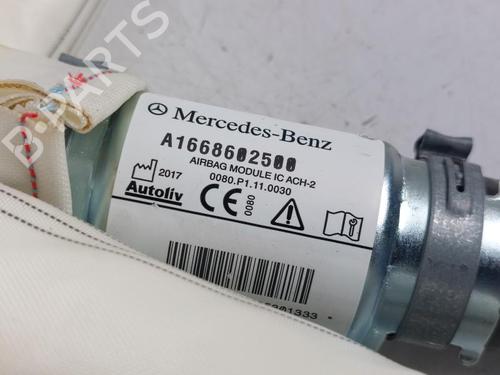 B-PARTS
Mercedes-Benz
A1668602500
AIRBAG MODULE IC ACH-2
0080.P1.11.0030
2017
Autoliv
CE
0080